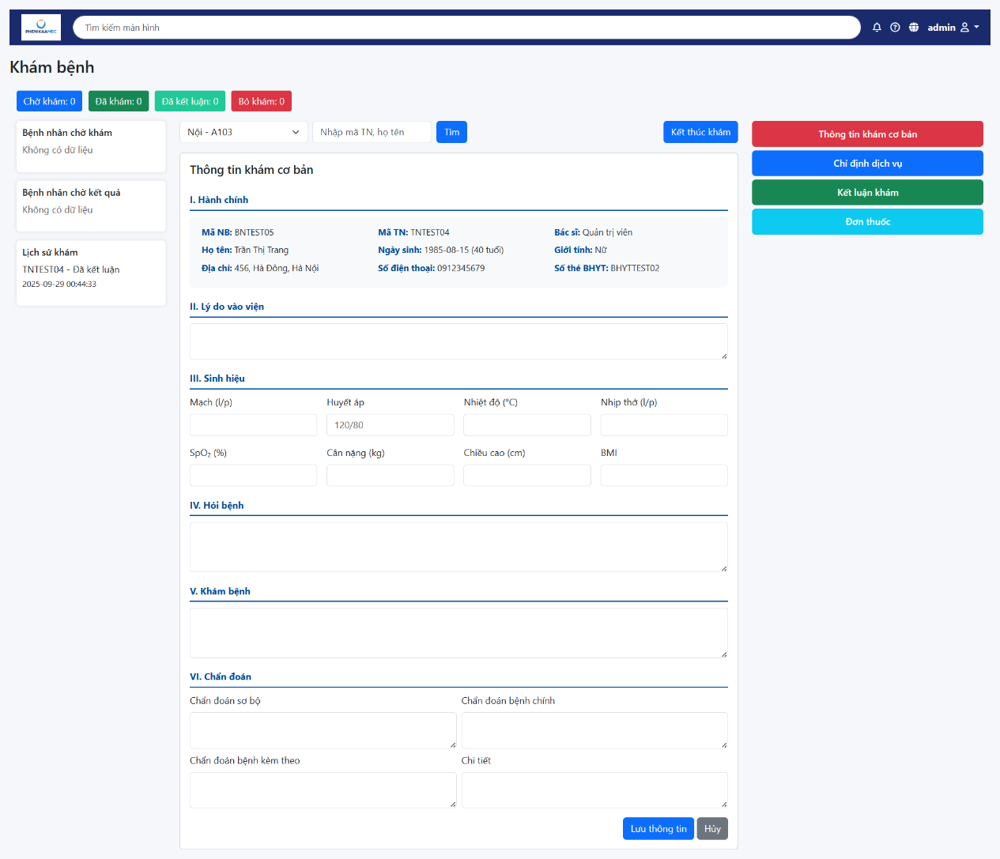 PHENIKAAMEC
Tìm kiếm màn hình
admin
Khám bệnh
Chờ khám: 0
Đã khám: 0
Đã kết luận: 0
Bỏ khám: 0
Bệnh nhân chờ khám
Không có dữ liệu
Bệnh nhân chờ kết quả
Không có dữ liệu
Lịch sử khám
TNTEST04 - Đã kết luận
2025-09-29 00:44:33
Nội - A103
Nhập mã TN, họ tên
Tìm
Kết thúc khám
Thông tin khám cơ bản
I. Hành chính
Mã NB: BNTEST05
Mã TN: TNTEST04
Bác sĩ: Quản trị viên
Họ tên: Trần Thị Trang
Ngày sinh: 1985-08-15 (40 tuổi)
Giới tính: Nữ
Địa chỉ: 456, Hà Đông, Hà Nội
Số điện thoại: 0912345679
Số thẻ BHYT: BHYTTEST02
II. Lý do vào viện
III. Sinh hiệu
Mạch (l/p)
Huyết áp
Nhiệt độ (°C)
Nhịp thở (l/p)
120/80
SpO₂ (%)
Cân nặng (kg)
Chiều cao (cm)
BMI
IV. Hỏi bệnh
V. Khám bệnh
VI. Chẩn đoán
Chẩn đoán sơ bộ
Chẩn đoán bệnh chính
Chẩn đoán bệnh kèm theo
Chi tiết
Lưu thông tin
Hủy
Thông tin khám cơ bản
Chỉ định dịch vụ
Kết luận khám
Đơn thuốc